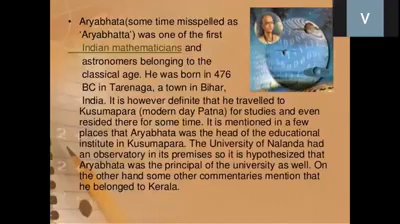 • Aryabhata(some time misspelled as
'Aryabhatta') was one of the first
Indian mathematicians and
astronomers belonging to the
classical age. He was born in 476
BC in Tarenaga, a town in Bihar,
India. It is however definite that he travelled to
Kusumapara (modern day Patna) for studies and even
resided there for some time. It is mentioned in a few
places that Aryabhata was the head of the educational
institute in Kusumapara. The University of Nalanda had
an observatory in its premises so it is hypothesized that
Aryabhata was the principal of the university as well. On
the other hand some other commentaries mention that
he belonged to Kerala.
V